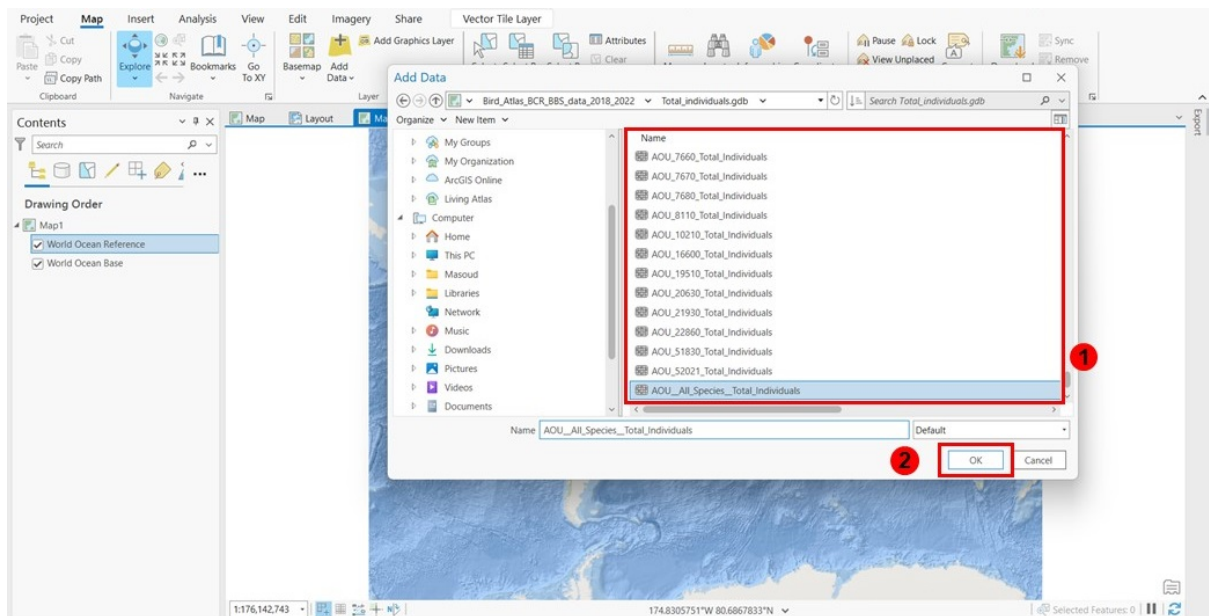 Project Map Insert Analysis View Edit Imagery Share Vector Tile Layer
Cut
Copy
Paste
Copy Path
Clipboard
Explore
Bookmarks
Go To XY
Navigate
Basemap
Add Data
Add Graphics Layer
Layer
Attributes
Clear
Pause
Lock
View Unplaced
Sync
Remove
Export
Contents
Search
Drawing Order
Map1
World Ocean Reference
World Ocean Base
Map
Layout
Add Data
Bird_Atlas_BCR_BBS_data_2018_2022 Total_individuals.gdb
Search Total_individuals.gdb
Organize New Item
My Groups
My Organization
ArcGIS Online
Living Atlas
Computer
Home
This PC
Masoud
Libraries
Network
Music
Downloads
Pictures
Videos
Documents
Name
AOU_7660_Total_Individuals
AOU_7670_Total_Individuals
AOU_7680_Total_Individuals
AOU_8110_Total_Individuals
AOU_10210_Total_Individuals
AOU_16600_Total_Individuals
AOU_19510_Total_Individuals
AOU_20630_Total_Individuals
AOU_21930_Total_Individuals
AOU_22860_Total_Individuals
AOU_51830_Total_Individuals
AOU_52021_Total_Individuals
AOU__All_Species__Total_Individuals
1
Name AOU__All_Species__Total_Individuals Default
2
OK Cancel
1:176,142,743
174.8305751°W 80.6867833°N
Selected Features: 0